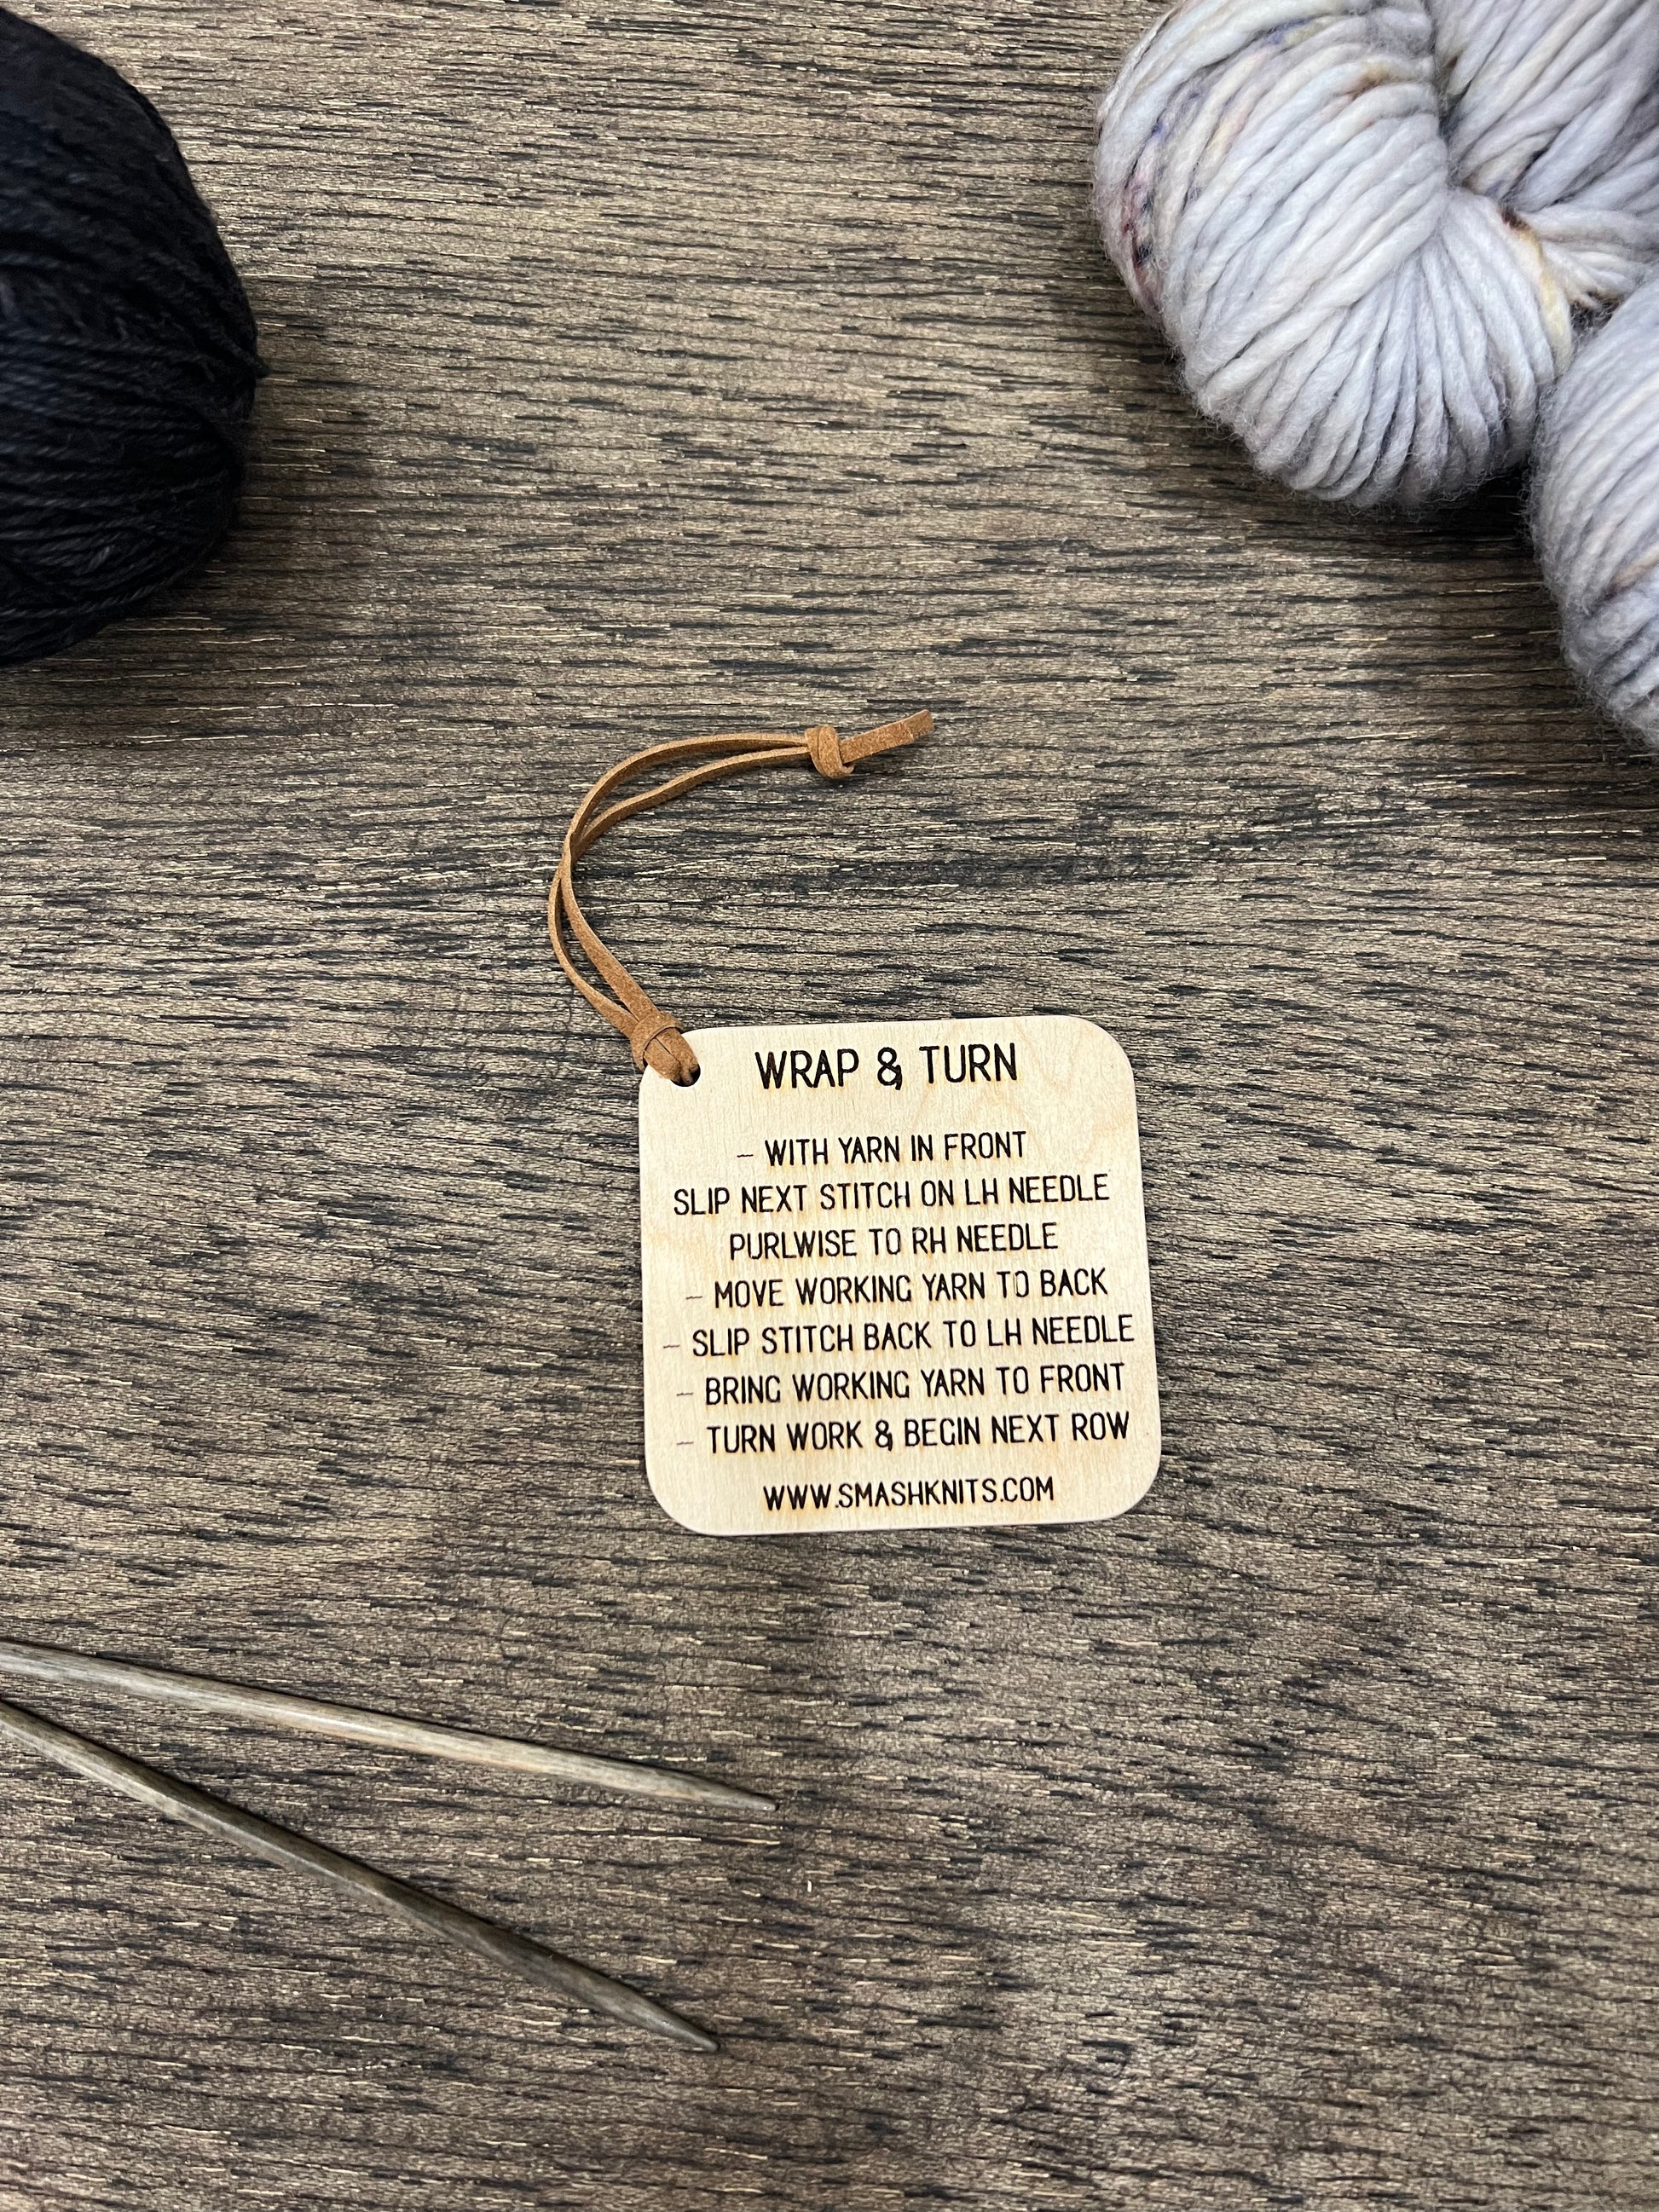 WRAP & TURN
- WITH YARN IN FRONT
SLIP NEXT STITCH ON LH NEEDLE
PURLWISE TO RH NEEDLE
- MOVE WORKING YARN TO BACK
- SLIP STITCH BACK TO LH NEEDLE
- BRING WORKING YARN TO FRONT
- TURN WORK & BEGIN NEXT ROW
WWW.SMASHKNITS.COM